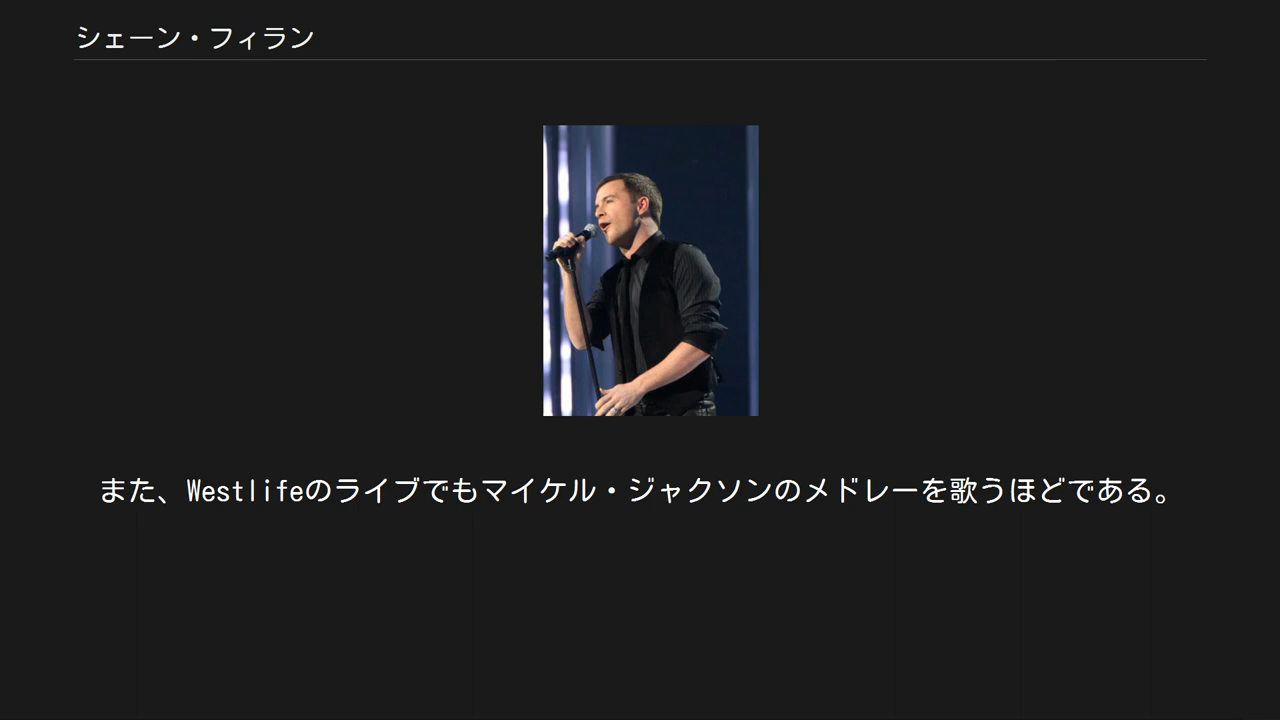 シェーン・フィラン
また、Westlifeのライブでもマイケル・ジャクソンのメドレーを歌うほどである。